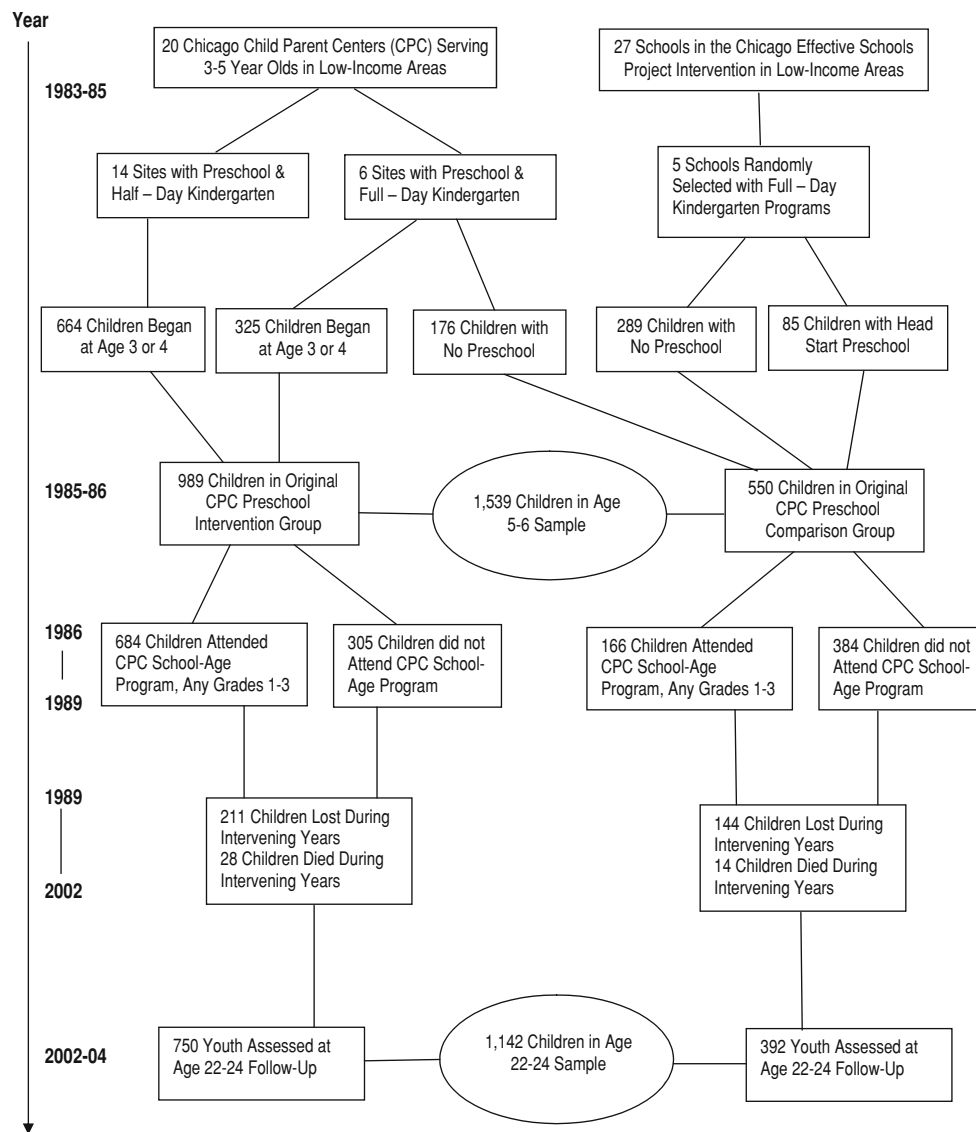 Year
20 Chicago Child Parent Centers (CPC) Serving
3-5 Year Olds in Low-Income Areas
27 Schools in the Chicago Effective Schools
Project Intervention in Low-Income Areas
1983-85
14 Sites with Preschool &
Half – Day Kindergarten
6 Sites with Preschool &
Full – Day Kindergarten
5 Schools Randomly
Selected with Full – Day
Kindergarten Programs
664 Children Began
at Age 3 or 4
325 Children Began
at Age 3 or 4
176 Children with
No Preschool
289 Children with
No Preschool
85 Children with Head
Start Preschool
1985-86
989 Children in Original
CPC Preschool
Intervention Group
1,539 Children in Age
5-6 Sample
550 Children in Original
CPC Preschool
Comparison Group
1986
1989
684 Children Attended
CPC School-Age
Program, Any Grades 1-3
305 Children did not
Attend CPC School-
Age Program
166 Children Attended
CPC School-Age
Program, Any Grades 1-3
384 Children did not
Attend CPC School-
Age Program
1989
2002
211 Children Lost During
Intervening Years
28 Children Died During
Intervening Years
144 Children Lost During
Intervening Years
14 Children Died During
Intervening Years
2002-04
750 Youth Assessed at
Age 22-24 Follow-Up
1,142 Children in Age
22-24 Sample
392 Youth Assessed at
Age 22-24 Follow-Up